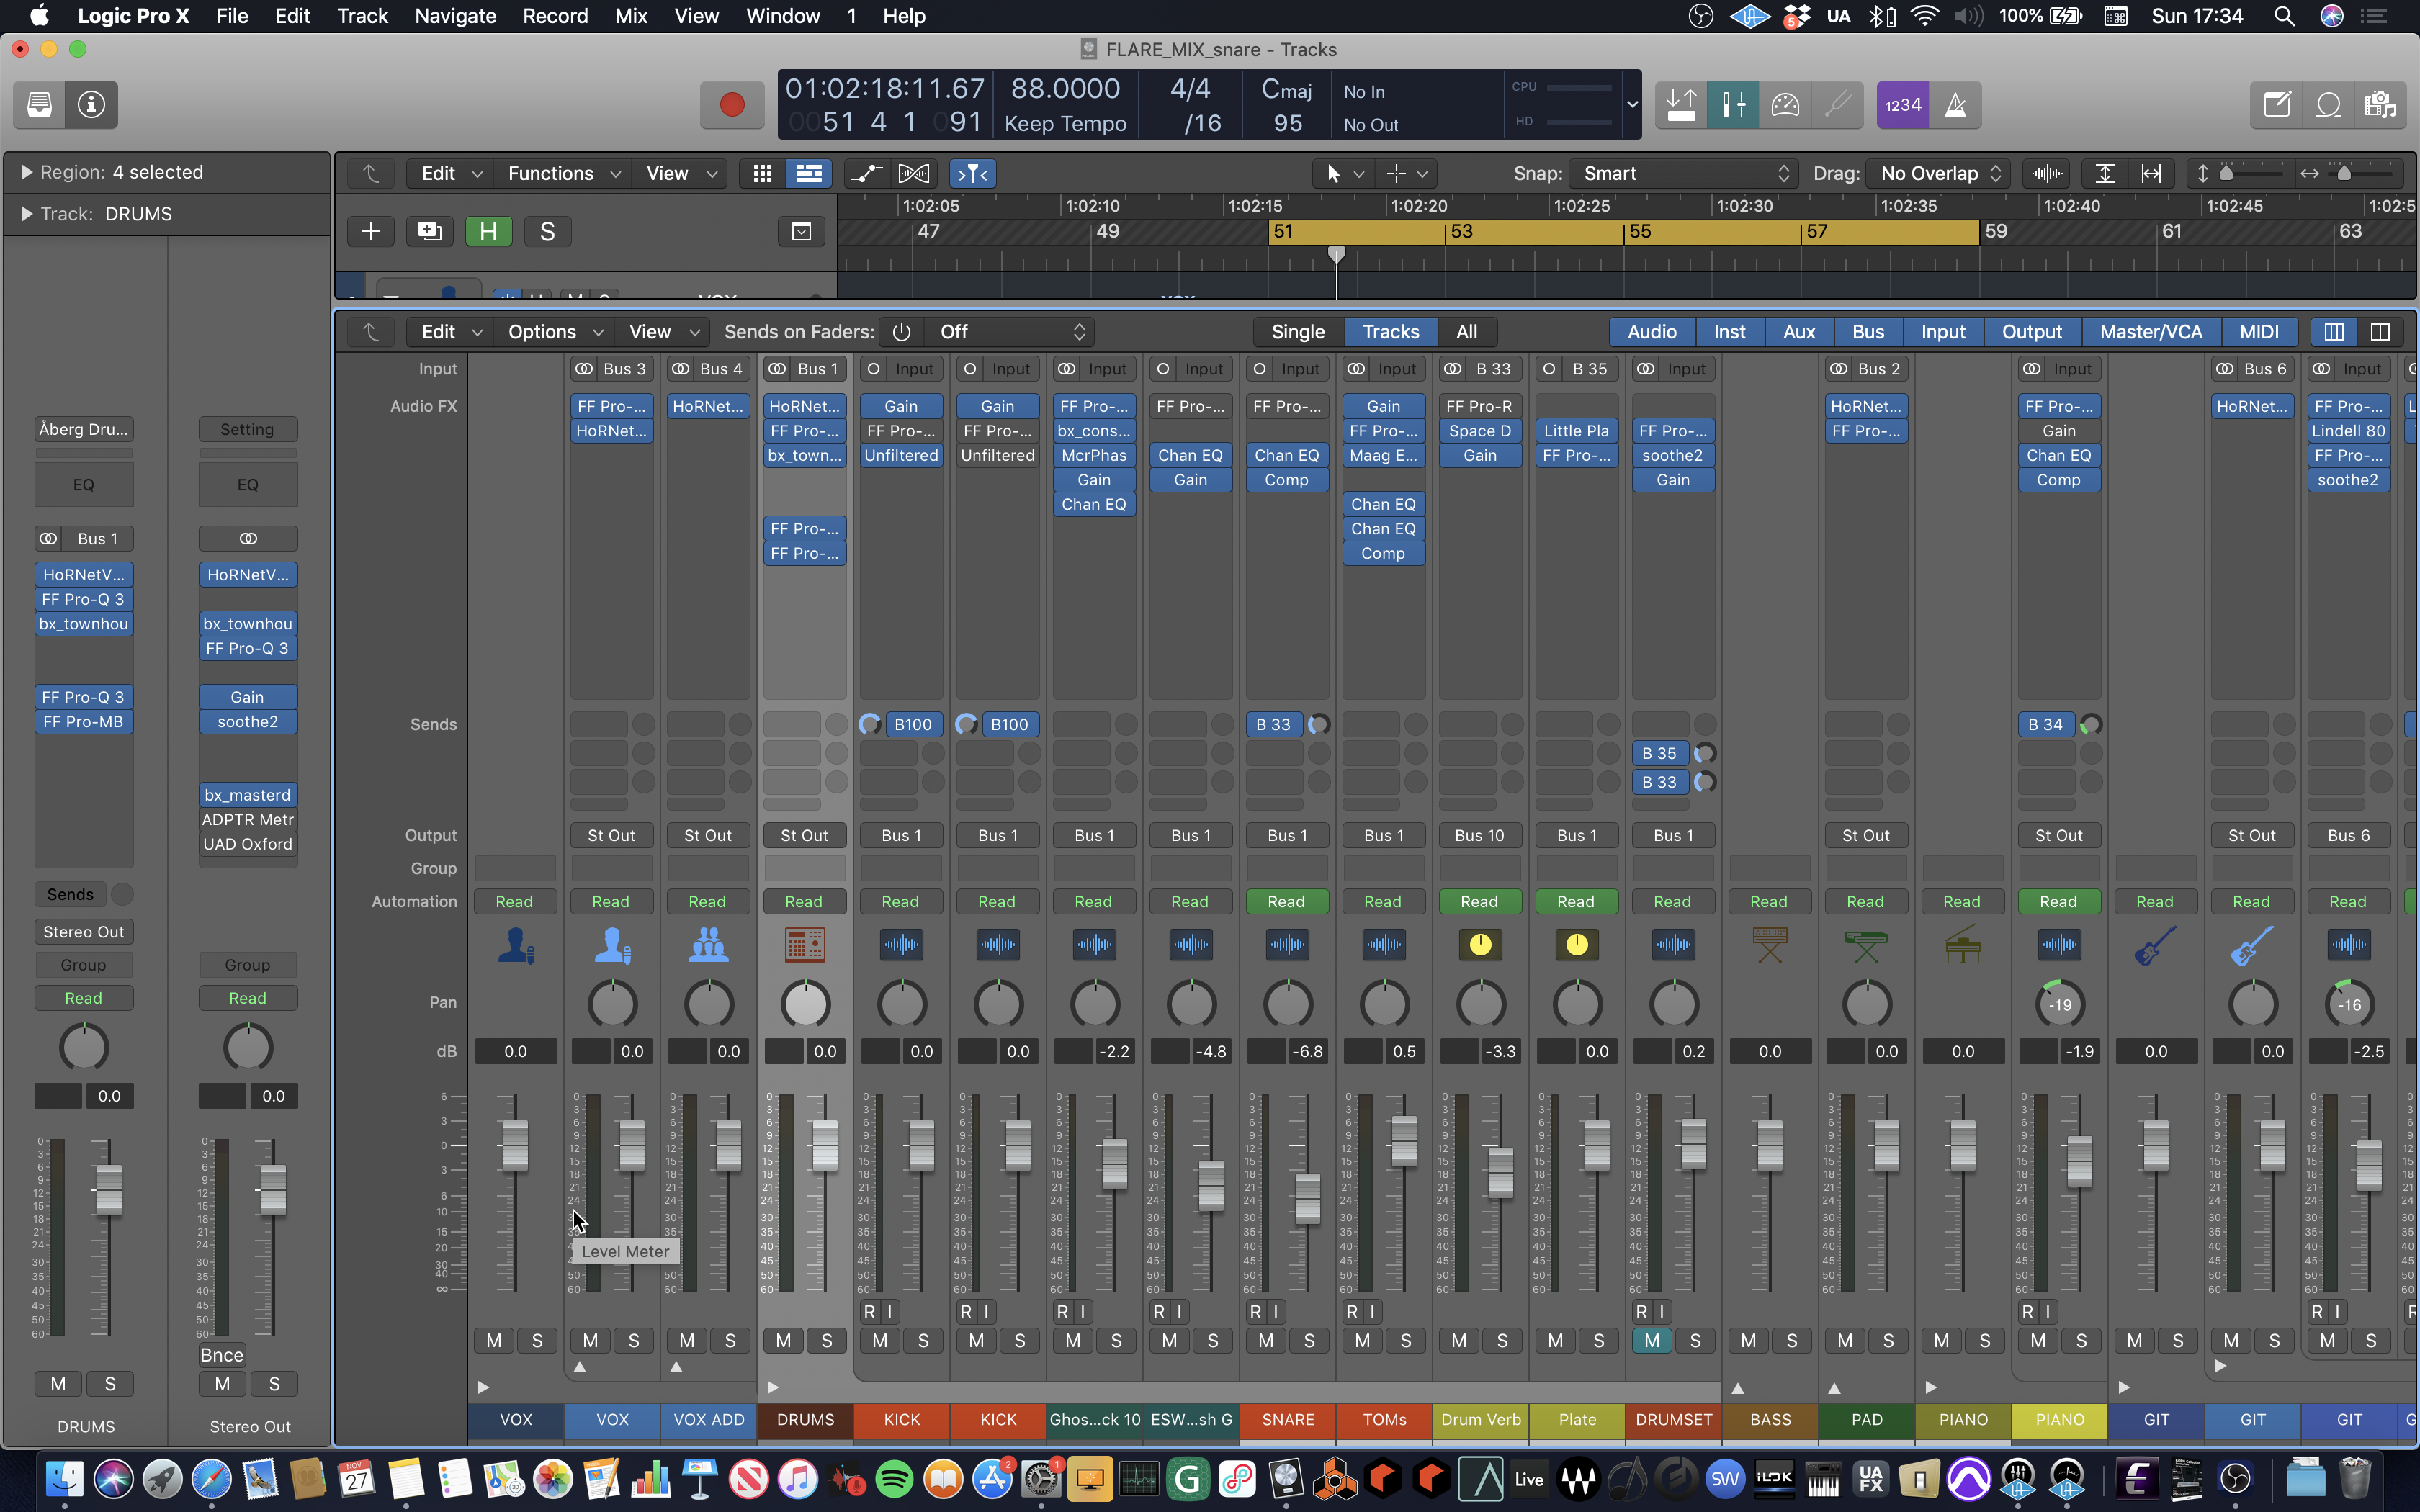 Logic Pro X File Edit Track Navigate Record Mix View Window 1 Help
5 UA 100% Sun 17:34
FLARE_MIX_snare - Tracks
01:02:18:11.67 88.0000 4/4 Cmaj No In CPU
0051 4 1 091 Keep Tempo /16 95 No Out HD
1234
Region: 4 selected
Edit Functions View Snap: Smart Drag: No Overlap
Track: DRUMS
H S
1:02:05 1:02:10 1:02:15 1:02:20 1:02:25 1:02:30 1:02:35 1:02:40 1:02:45 1:02:5
47 49 51 53 55 57 59 61 63
Edit Options View Sends on Faders: Off Single Tracks All Audio Inst Aux Bus Input Output Master/VCA MIDI
Åberg Dru... Setting
EQ EQ
Bus 1
HoRNetV... HoRNetV...
FF Pro-Q 3
bx_townhou bx_townhou
FF Pro-Q 3
FF Pro-Q 3 Gain
FF Pro-MB soothe2
bx_masterd
ADPTR Metr
UAD Oxford
Sends
Stereo Out
Group Group
Read Read
0.0 0.0
Bnce
M S M S
DRUMS Stereo Out
Input Bus 3 Bus 4 Bus 1 Input Input Input Input Input Input B 33 B 35 Input Bus 2 Input Bus 6 Input
Audio FX FF Pro-... HoRNet... HoRNet... Gain Gain FF Pro-... FF Pro-... FF Pro-... Gain FF Pro-R HoRNet... FF Pro-... HoRNet... FF Pro-...
HoRNet... FF Pro-... FF Pro-... FF Pro-... bx_cons... FF Pro-... Space D Little Pla FF Pro-... FF Pro-... Gain Lindell 80
bx_town... Unfiltered Unfiltered McrPhas Chan EQ Chan EQ Maag E... Gain FF Pro-... soothe2 Chan EQ FF Pro-...
Gain Gain Comp Gain Comp soothe2
Chan EQ Chan EQ
FF Pro-... Chan EQ
FF Pro-... Comp
Sends B100 B100 B 33 B 34
B 35
B 33
Output St Out St Out St Out Bus 1 Bus 1 Bus 1 Bus 1 Bus 1 Bus 1 Bus 10 Bus 1 Bus 1 St Out St Out St Out Bus 6
Group
Automation Read Read Read Read Read Read Read Read Read Read Read Read Read Read Read Read Read Read Read Read
Pan -19 -16
dB 0.0 0.0 0.0 0.0 0.0 0.0 -2.2 -4.8 -6.8 0.5 -3.3 0.0 0.2 0.0 0.0 0.0 -1.9 0.0 0.0 -2.5
Level Meter
R I R I R I R I R I R I R I R I R I
M S M S M S M S M S M S M S M S M S M S M S M S M S M S M S M S M S M S M S M S
VOX VOX VOX ADD DRUMS KICK KICK Ghos...ck 10 ESW...sh G SNARE TOMs Drum Verb Plate DRUMSET BASS PAD PIANO PIANO GIT GIT GIT
NOV 27 2 1 Live SW iLOK UA FX